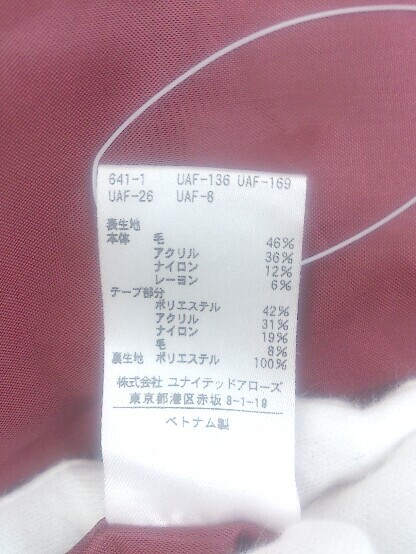 641-1 UAF-136 UAF-169
UAF-26 UAF-8
表生地
本体 毛 46%
アクリル 36%
ナイロン 12%
レーヨン 6%
テープ部分
ポリエステル 42%
アクリル 31%
ナイロン 19%
毛 8%
裏生地 ポリエステル 100%
株式会社 ユナイテッドアローズ
東京都港区赤坂 8-1-19
ベトナム製